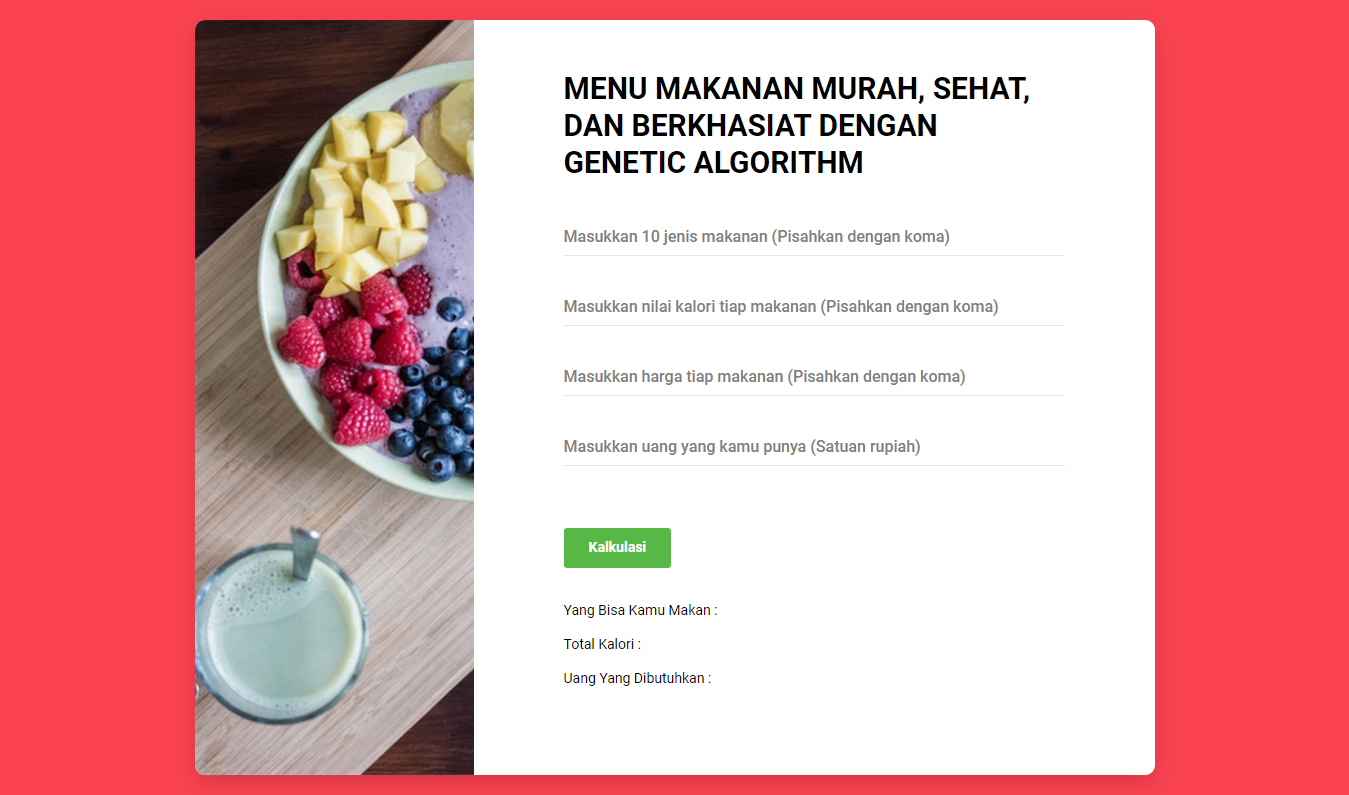 MENU MAKANAN MURAH, SEHAT,
DAN BERKHASIAT DENGAN
GENETIC ALGORITHM
Masukkan 10 jenis makanan (Pisahkan dengan koma)
Masukkan nilai kalori tiap makanan (Pisahkan dengan koma)
Masukkan harga tiap makanan (Pisahkan dengan koma)
Masukkan uang yang kamu punya (Satuan rupiah)
Kalkulasi
Yang Bisa Kamu Makan :
Total Kalori :
Uang Yang Dibutuhkan :